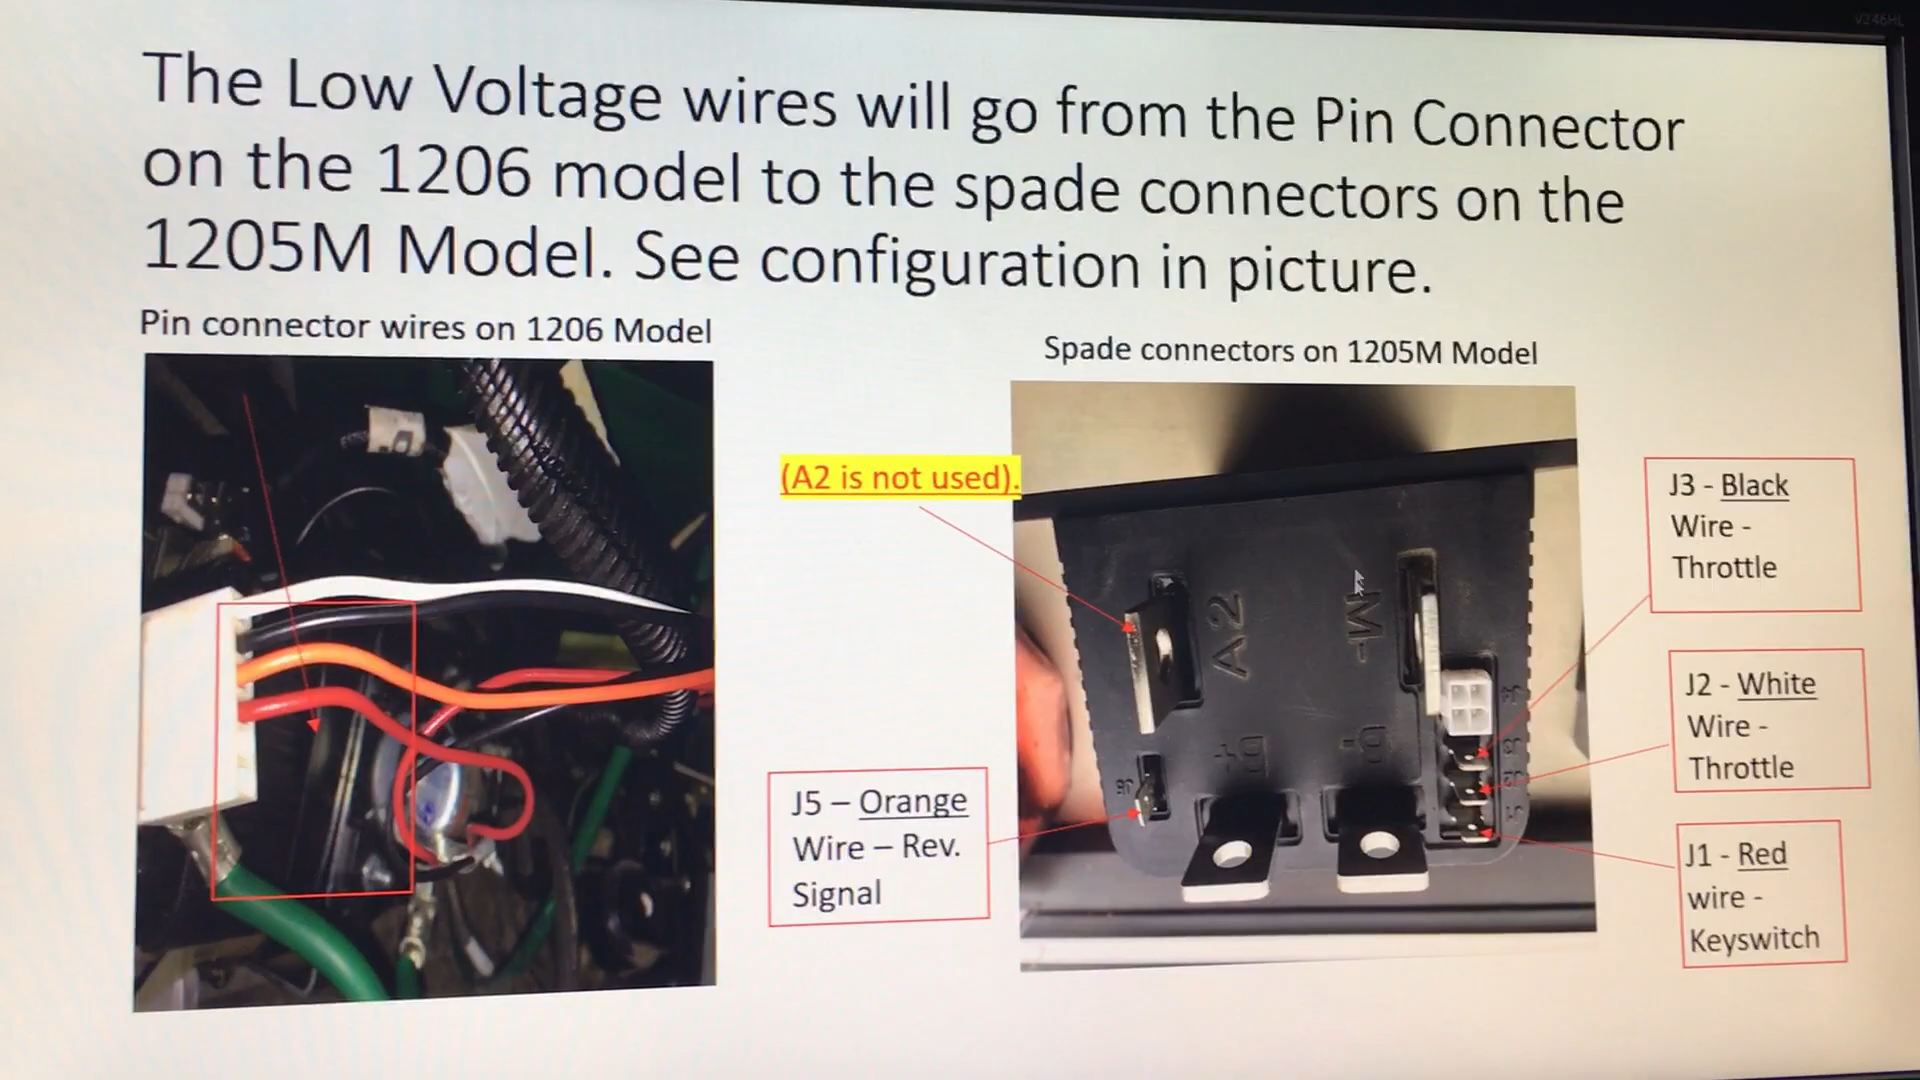 V246HL
The Low Voltage wires will go from the Pin Connector
on the 1206 model to the spade connectors on the
1205M Model. See configuration in picture.
Pin connector wires on 1206 Model
Spade connectors on 1205M Model
(A2 is not used).
J3 - Black
Wire -
Throttle
J2 - White
Wire -
Throttle
J1 - Red
wire -
Keyswitch
J5 – Orange
Wire – Rev.
Signal
A2
M-
B+
B-